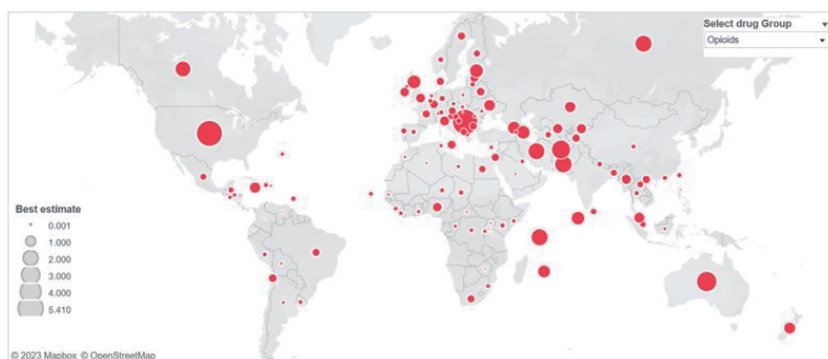 Select drug Group
Opioids
Best estimate
0.001
1.000
2.000
3.000
4.000
5.410
© 2023 Mapbox © OpenStreetMap